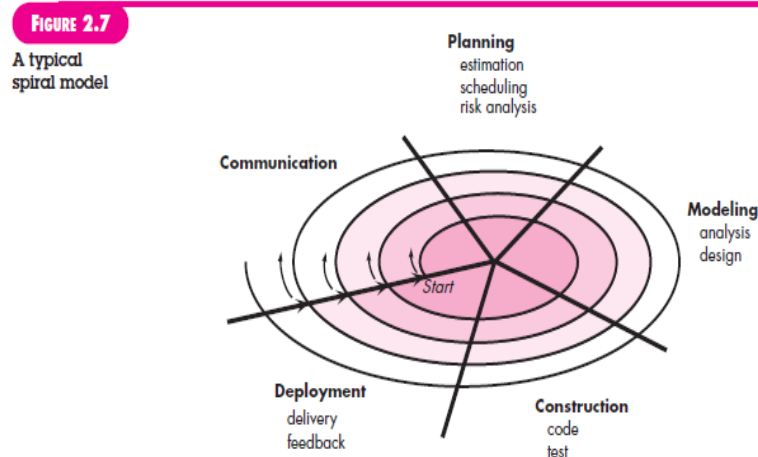 FIGURE 2.7
A typical
spiral model
Planning
estimation
scheduling
risk analysis
Communication
Modeling
analysis
design
Start
Deployment
delivery
feedback
Construction
code
test